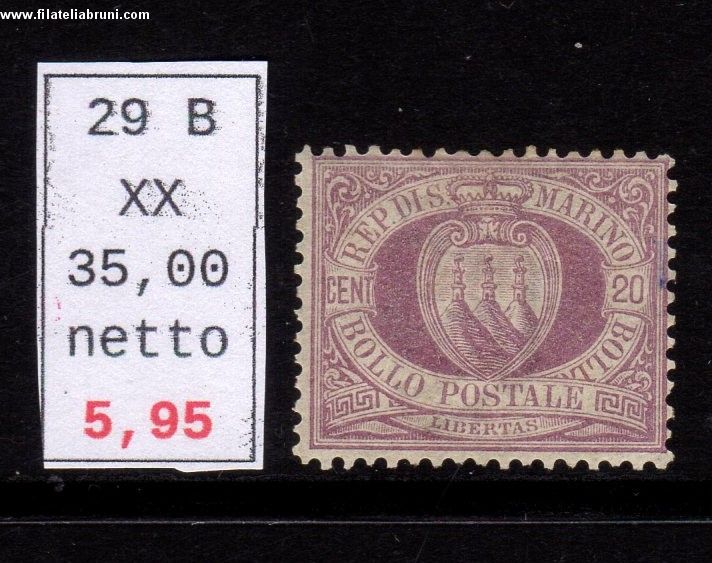 www.filateliabruni.com
29 B
XX
35,00
netto
5,95
REP. DI S. MARINO
CENT 20
BOLLO POSTALE BOLLO
LIBERTAS